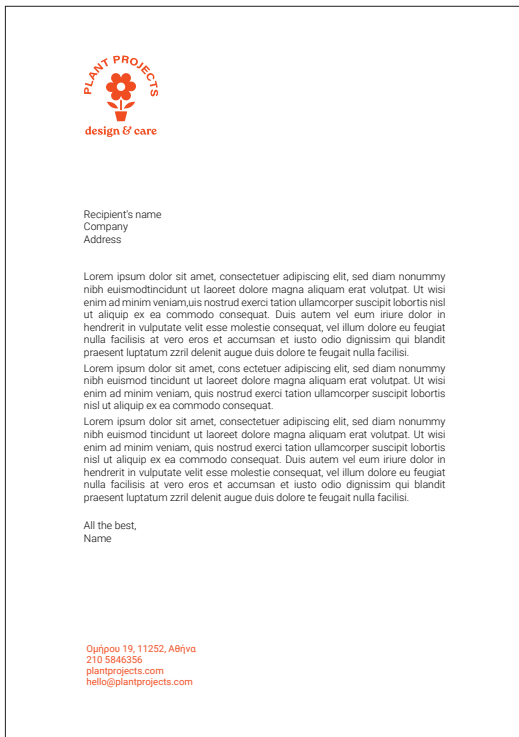 PLANT PROJECTS
design & care
Recipient's name
Company
Address
Lorem ipsum dolor sit amet, consectetuer adipiscing elit, sed diam nonummy
nibh euismodtincidunt ut laoreet dolore magna aliquam erat volutpat. Ut wisi
enim ad minim veniam,uis nostrud exerci tation ullamcorper suscipit lobortis nisl
ut aliquip ex ea commodo consequat. Duis autem vel eum iriure dolor in
hendrerit in vulputate velit esse molestie consequat, vel illum dolore eu feugiat
nulla facilisis at vero eros et accumsan et iusto odio dignissim qui blandit
praesent luptatum zzril delenit augue duis dolore te feugait nulla facilisi.
Lorem ipsum dolor sit amet, cons ectetuer adipiscing elit, sed diam nonummy
nibh euismod tincidunt ut laoreet dolore magna aliquam erat volutpat. Ut wisi
enim ad minim veniam, quis nostrud exerci tation ullamcorper suscipit lobortis
nisl ut aliquip ex ea commodo consequat.
Lorem ipsum dolor sit amet, consectetuer adipiscing elit, sed diam nonummy
nibh euismod tincidunt ut laoreet dolore magna aliquam erat volutpat. Ut wisi
enim ad minim veniam, quis nostrud exerci tation ullamcorper suscipit lobortis
nisl ut aliquip ex ea commodo consequat. Duis autem vel eum iriure dolor in
hendrerit in vulputate velit esse molestie consequat, vel illum dolore eu feugiat
nulla facilisis at vero eros et accumsan et iusto odio dignissim qui blandit
praesent luptatum zzril delenit augue duis dolore te feugait nulla facilisi.
All the best,
Name
Ομήρου 19, 11252, Αθήνα
210 5846356
plantprojects.com
hello@plantprojects.com